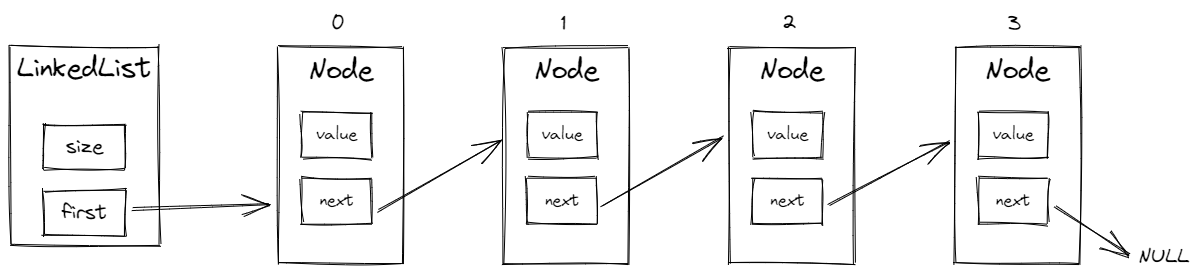 0
1
2
3
LinkedList
size
first
Node
value
next
Node
value
next
Node
value
next
Node
value
next
NULL